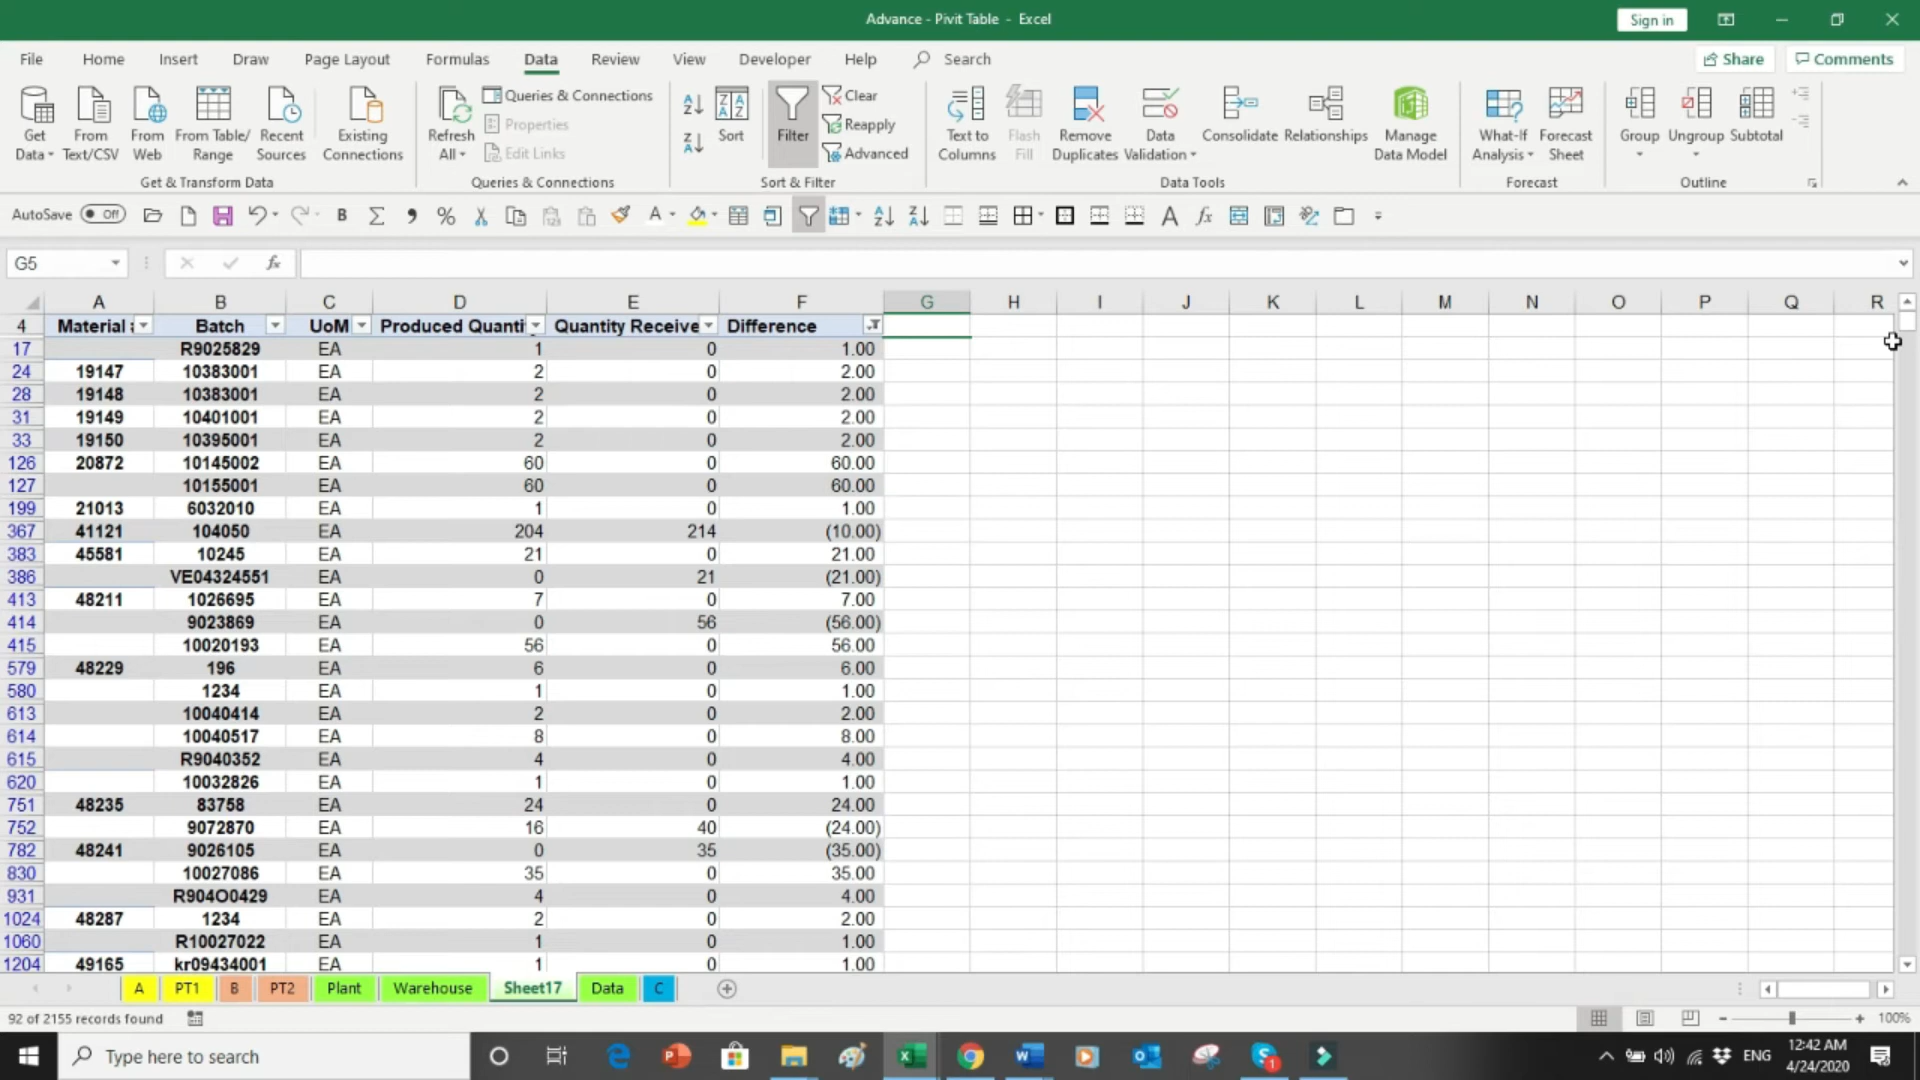 Advance - Pivit Table - Excel
Sign in
File Home Insert Draw Page Layout Formulas Data Review View Developer Help Search Share Comments
Get Data From Text/CSV From Web From Table/ Range Recent Sources Existing Connections
Get & Transform Data
Refresh All Queries & Connections Properties Edit Links
Queries & Connections
Sort Filter Clear Reapply Advanced
Sort & Filter
Text to Columns Flash Fill Remove Duplicates Data Validation Consolidate Relationships Manage Data Model
Data Tools
What-If Analysis Forecast Sheet
Forecast
Group Ungroup Subtotal
Outline
AutoSave Off
G5
A B C D E F G H I J K L M N O P Q R
4 Material Batch UoM Produced Quanti Quantity Receive Difference
17 R9025829 EA 1 0 1.00
24 19147 10383001 EA 2 0 2.00
28 19148 10383001 EA 2 0 2.00
31 19149 10401001 EA 2 0 2.00
33 19150 10395001 EA 2 0 2.00
126 20872 10145002 EA 60 0 60.00
127 10155001 EA 60 0 60.00
199 21013 6032010 EA 1 0 1.00
367 41121 104050 EA 204 214 (10.00)
383 45581 10245 EA 21 0 21.00
386 VE04324551 EA 0 21 (21.00)
413 48211 1026695 EA 7 0 7.00
414 9023869 EA 0 56 (56.00)
415 10020193 EA 56 0 56.00
579 48229 196 EA 6 0 6.00
580 1234 EA 1 0 1.00
613 10040414 EA 2 0 2.00
614 10040517 EA 8 0 8.00
615 R9040352 EA 4 0 4.00
620 10032826 EA 1 0 1.00
751 48235 83758 EA 24 0 24.00
752 9072870 EA 16 40 (24.00)
782 48241 9026105 EA 0 35 (35.00)
830 10027086 EA 35 0 35.00
931 R904O0429 EA 4 0 4.00
1024 48287 1234 EA 2 0 2.00
1060 R10027022 EA 1 0 1.00
1204 49165 kr09434001 EA 1 0 1.00
A PT1 B PT2 Plant Warehouse Sheet17 Data C
92 of 2155 records found
100%
Type here to search
ENG
12:42 AM
4/24/2020